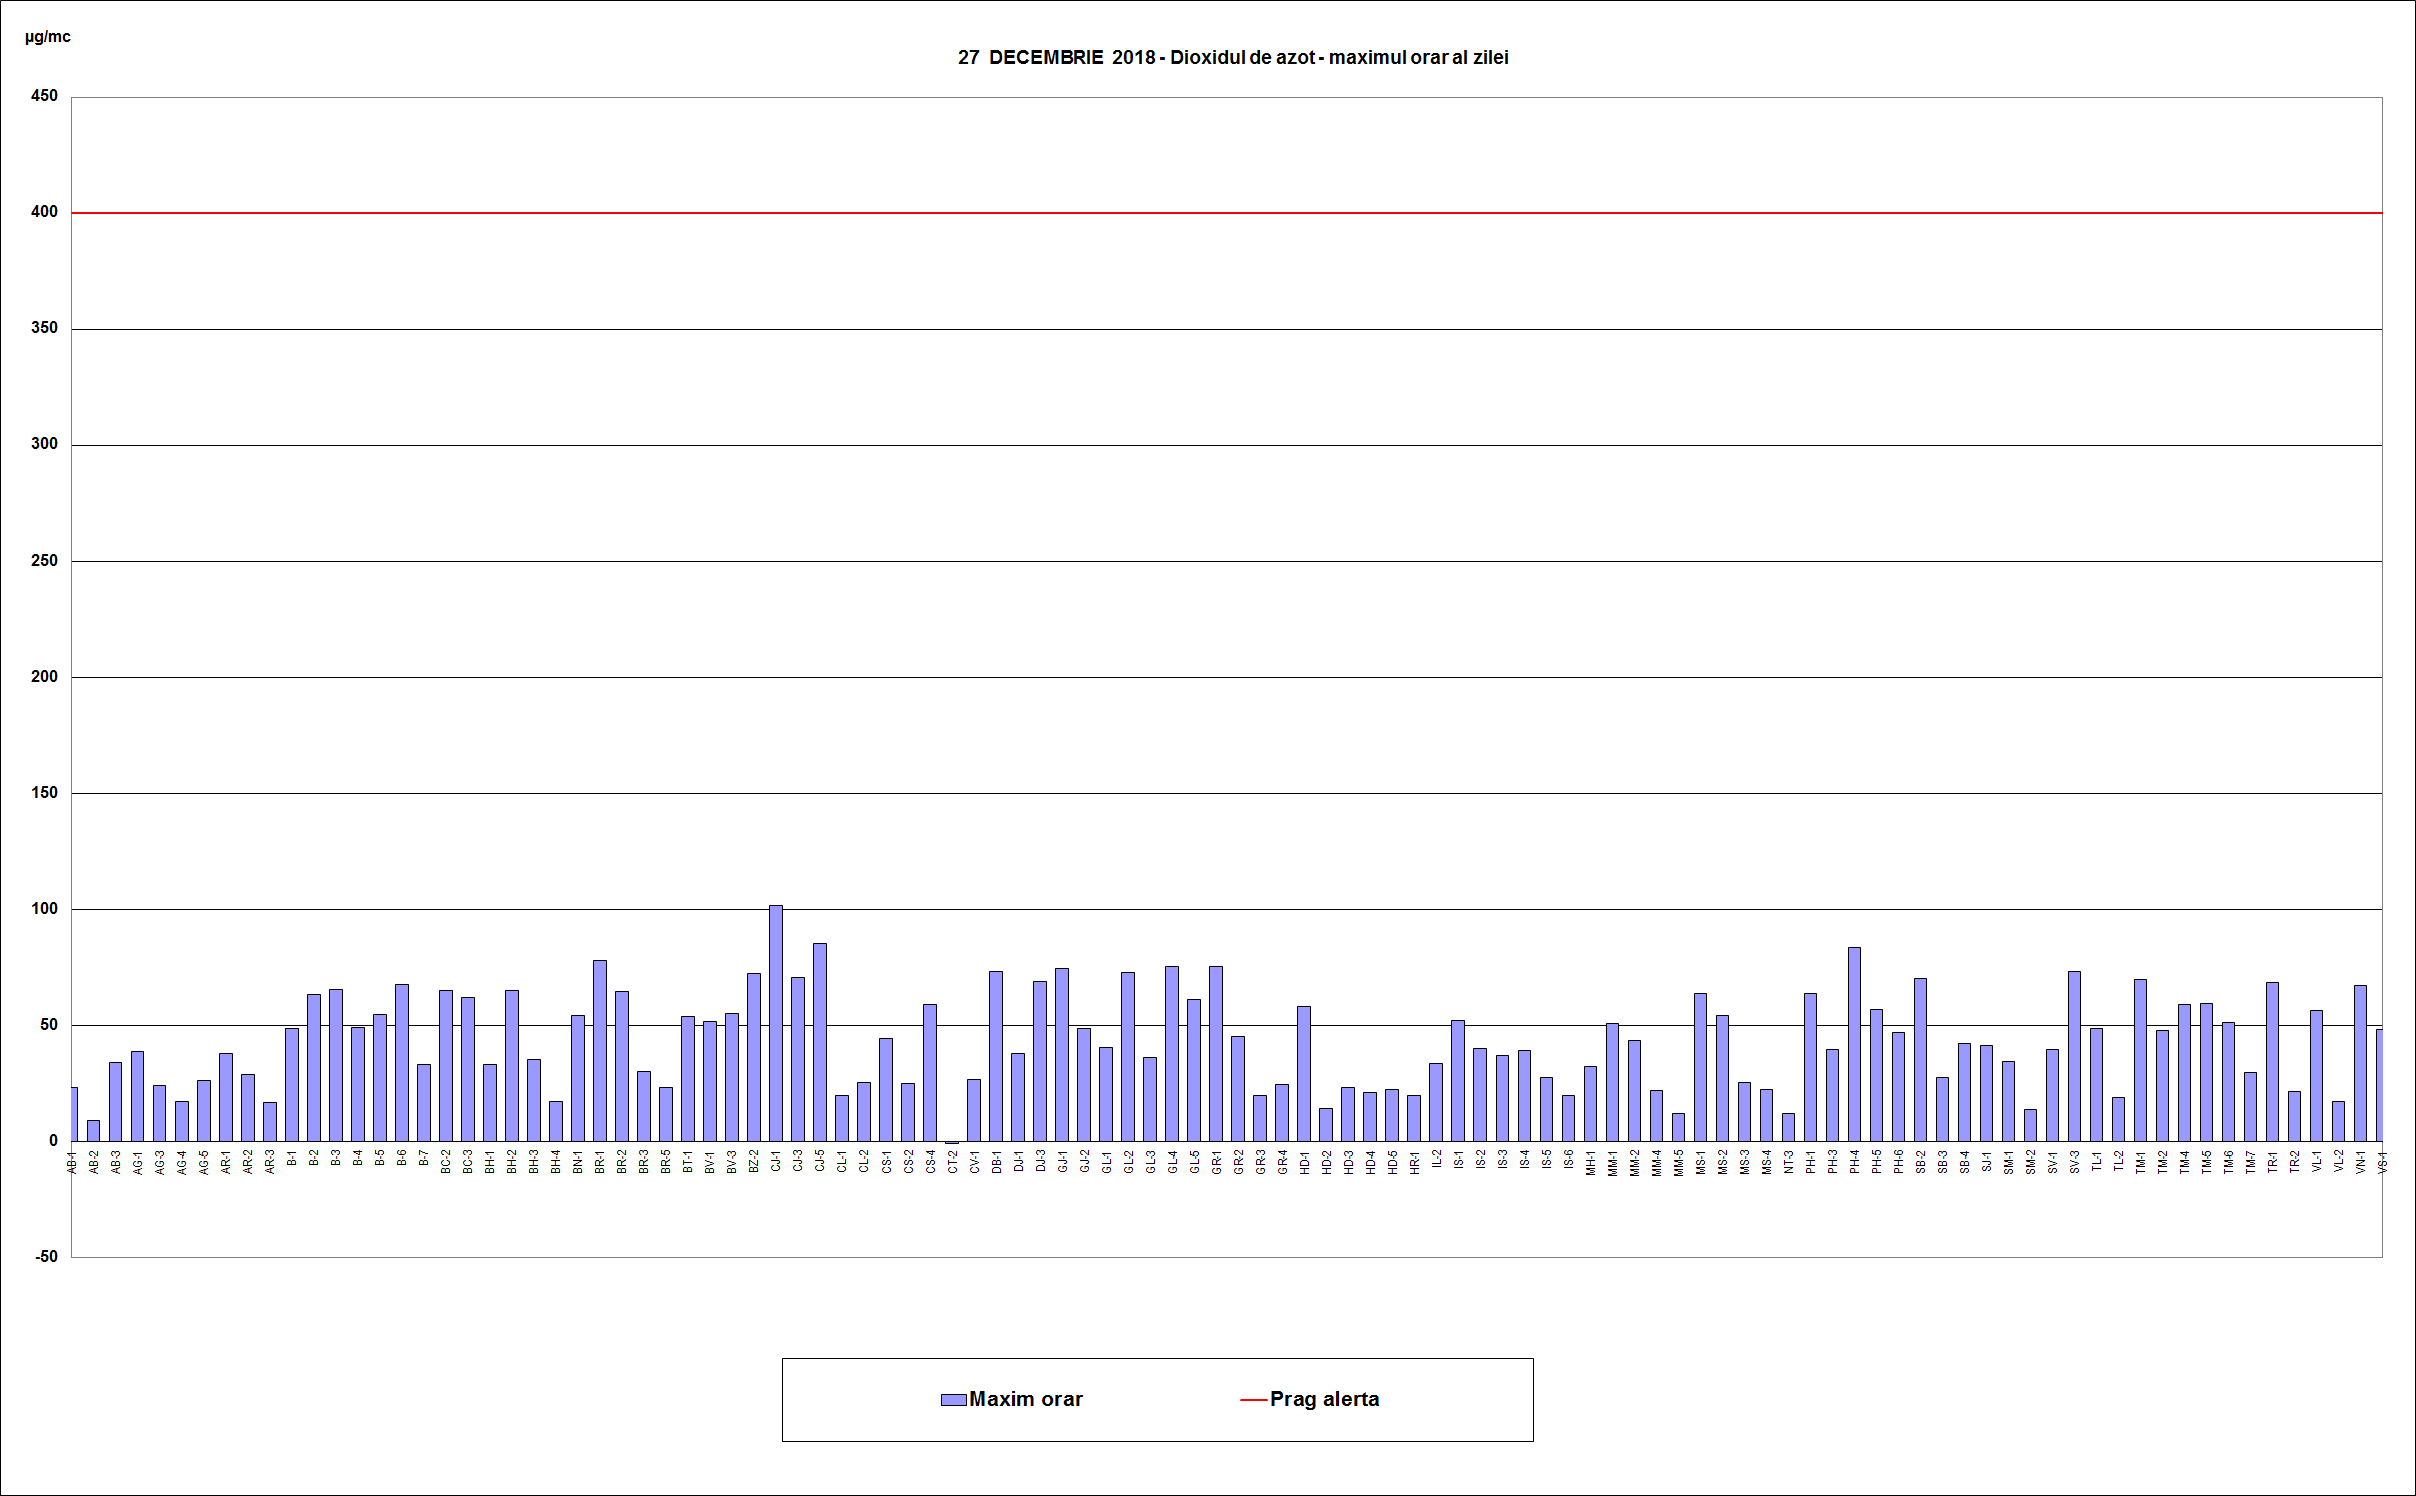 µg/mc
27 DECEMBRIE 2018 - Dioxidul de azot - maximul orar al zilei
450
400
350
300
250
200
150
100
50
0
-50
AB-1 AB-2 AB-3 AG-1 AG-3 AG-4 AG-5 AR-1 AR-2 AR-3 B-1 B-2 B-3 B-4 B-5 B-6 B-7 BC-2 BC-3 BH-1 BH-2 BH-3 BH-4 BN-1 BR-1 BR-2 BR-3 BR-5 BT-1 BV-1 BV-3 BZ-2 CJ-1 CJ-3 CJ-5 CL-1 CL-2 CS-1 CS-2 CS-4 CT-2 CV-1 DB-1 DJ-1 DJ-3 GJ-1 GJ-2 GL-1 GL-2 GL-3 GL-4 GL-5 GR-1 GR-2 GR-3 GR-4 HD-1 HD-2 HD-3 HD-4 HD-5 HR-1 IL-2 IS-1 IS-2 IS-3 IS-4 IS-5 IS-6 MH-1 MM-1 MM-2 MM-4 MM-5 MS-1 MS-2 MS-3 MS-4 NT-3 PH-1 PH-3 PH-4 PH-5 PH-6 SB-2 SB-3 SB-4 SJ-1 SM-1 SM-2 SV-1 SV-3 TL-1 TL-2 TM-1 TM-2 TM-4 TM-5 TM-6 TM-7 TR-1 TR-2 VL-1 VL-2 VN-1 VS-1
Maxim orar Prag alerta